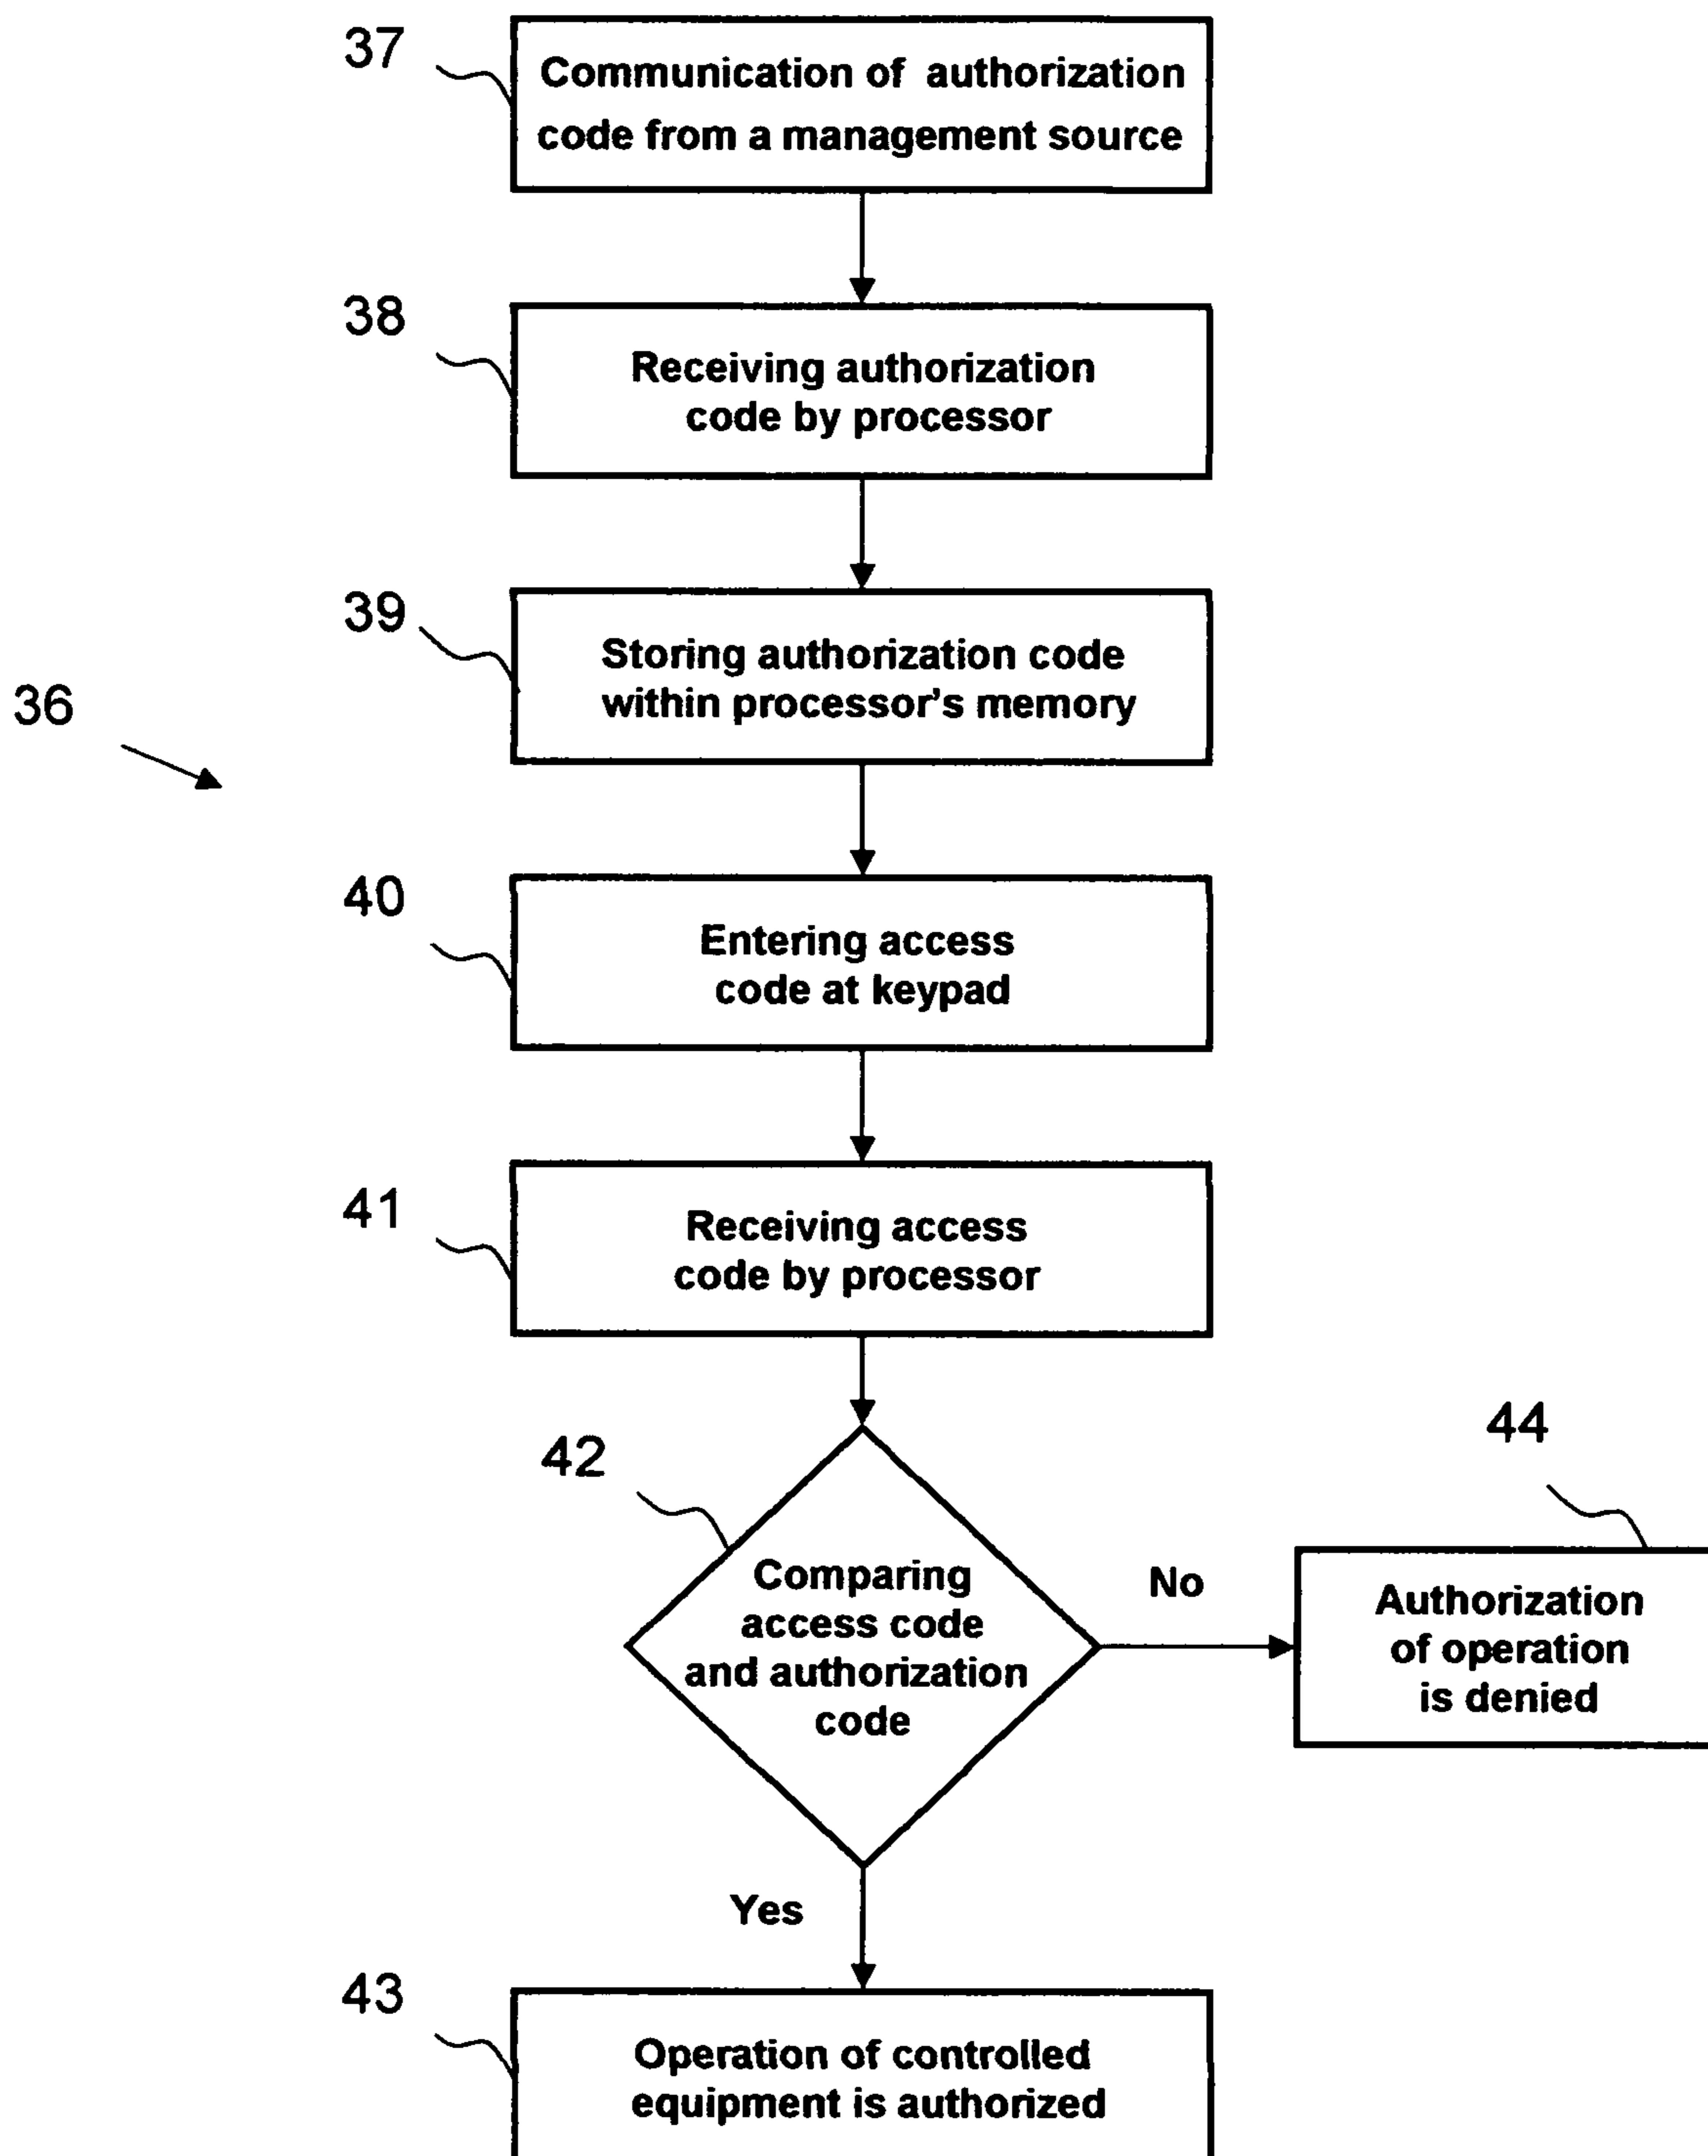 37
Communication of authorization
code from a management source
38
Receiving authorization
code by processor
39
Storing authorization code
within processor's memory
36
40
Entering access
code at keypad
41
Receiving access
code by processor
42
44
Comparing
access code
and authorization
code
No
Authorization
of operation
is denied
Yes
43
Operation of controlled
equipment is authorized